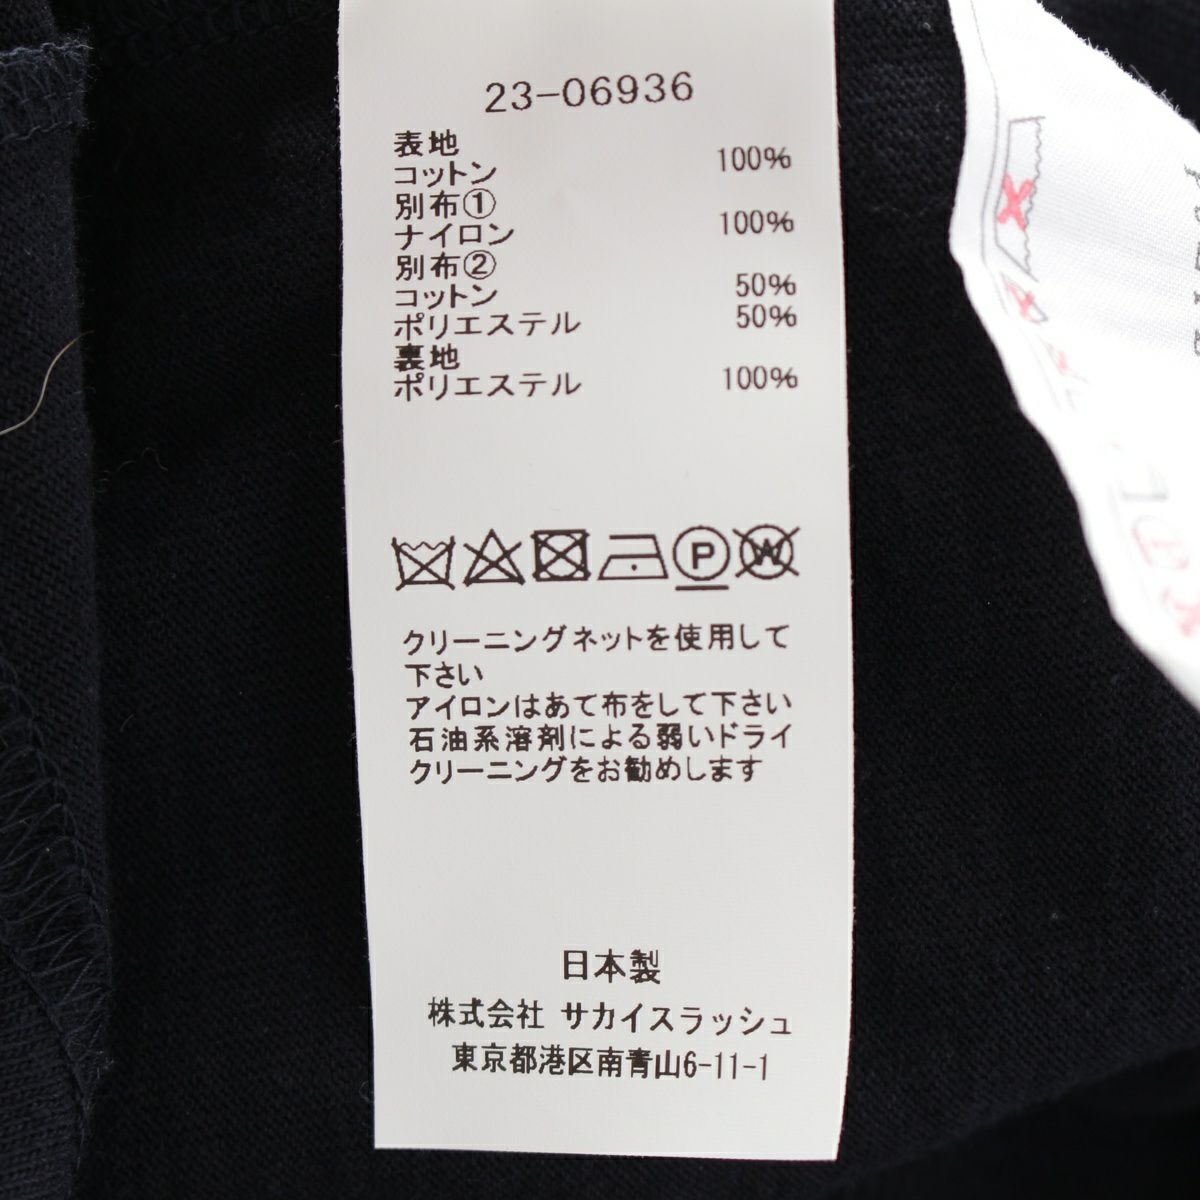 23-06936
表地
コットン 100%
別布①
ナイロン 100%
別布②
コットン 50%
ポリエステル 50%
裏地
ポリエステル 100%
P W
クリーニングネットを使用して
下さい
アイロンはあて布をして下さい
石油系溶剤による弱いドライ
クリーニングをお勧めします
日本製
株式会社 サカイスラッシュ
東京都港区南青山6-11-1